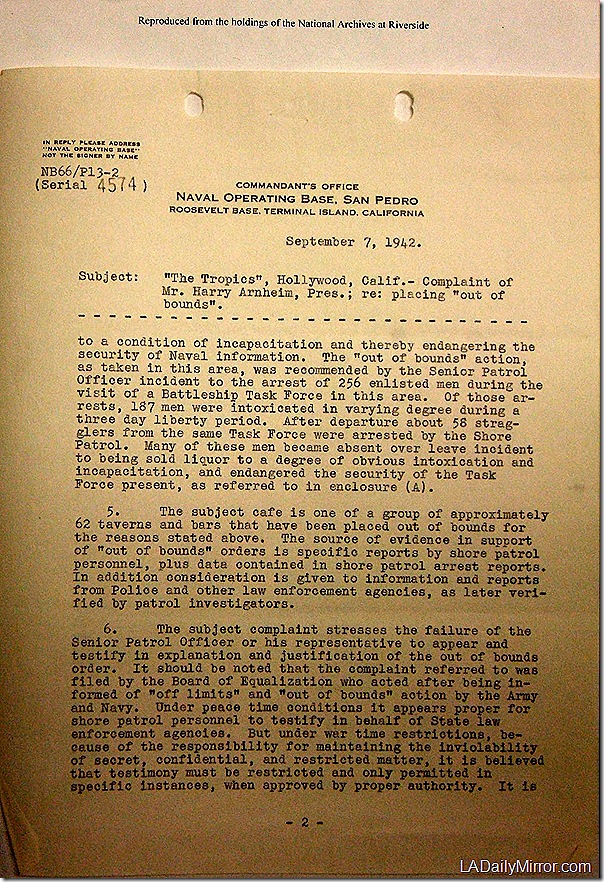 Reproduced from the holdings of the National Archives at Riverside
IN REPLY PLEASE ADDRESS
"NAVAL OPERATING BASE"
NOT THE SIGNER BY NAME
NB66/P13-2
(Serial 4574)
COMMANDANT'S OFFICE
NAVAL OPERATING BASE, SAN PEDRO
ROOSEVELT BASE, TERMINAL ISLAND, CALIFORNIA
September 7, 1942.
Subject: "The Tropics", Hollywood, Calif.- Complaint of
Mr. Harry Arnheim, Pres.; re: placing "out of
bounds".
- - - - - - - - - - - - - - - - - - - - - - - - - - - - - -
to a condition of incapacitation and thereby endangering the
security of Naval information. The "out of bounds" action,
as taken in this area, was recommended by the Senior Patrol
Officer incident to the arrest of 256 enlisted men during the
visit of a Battleship Task Force in this area. Of those ar-
rests, 187 men were intoxicated in varying degree during a
three day liberty period. After departure about 58 strag-
glers from the same Task Force were arrested by the Shore
Patrol. Many of these men became absent over leave incident
to being sold liquor to a degree of obvious intoxication and
incapacitation, and endangered the security of the Task
Force present, as referred to in enclosure (A).
5. The subject cafe is one of a group of approximately
62 taverns and bars that have been placed out of bounds for
the reasons stated above. The source of evidence in support
of "out of bounds" orders is specific reports by shore patrol
personnel, plus data contained in shore patrol arrest reports.
In addition consideration is given to information and reports
from Police and other law enforcement agencies, as later veri-
fied by patrol investigators.
6. The subject complaint stresses the failure of the
Senior Patrol Officer or his representative to appear and
testify in explanation and justification of the out of bounds
order. It should be noted that the complaint referred to was
filed by the Board of Equalization who acted after being in-
formed of "off limits" and "out of bounds" action by the Army
and Navy. Under peace time conditions it appears proper for
shore patrol personnel to testify in behalf of State law
enforcement agencies. But under war time restrictions, be-
cause of the responsibility for maintaining the inviolability
of secret, confidential, and restricted matter, it is believed
that testimony must be restricted and only permitted in
specific instances, when approved by proper authority. It is
- 2 -
LADailyMirror.com